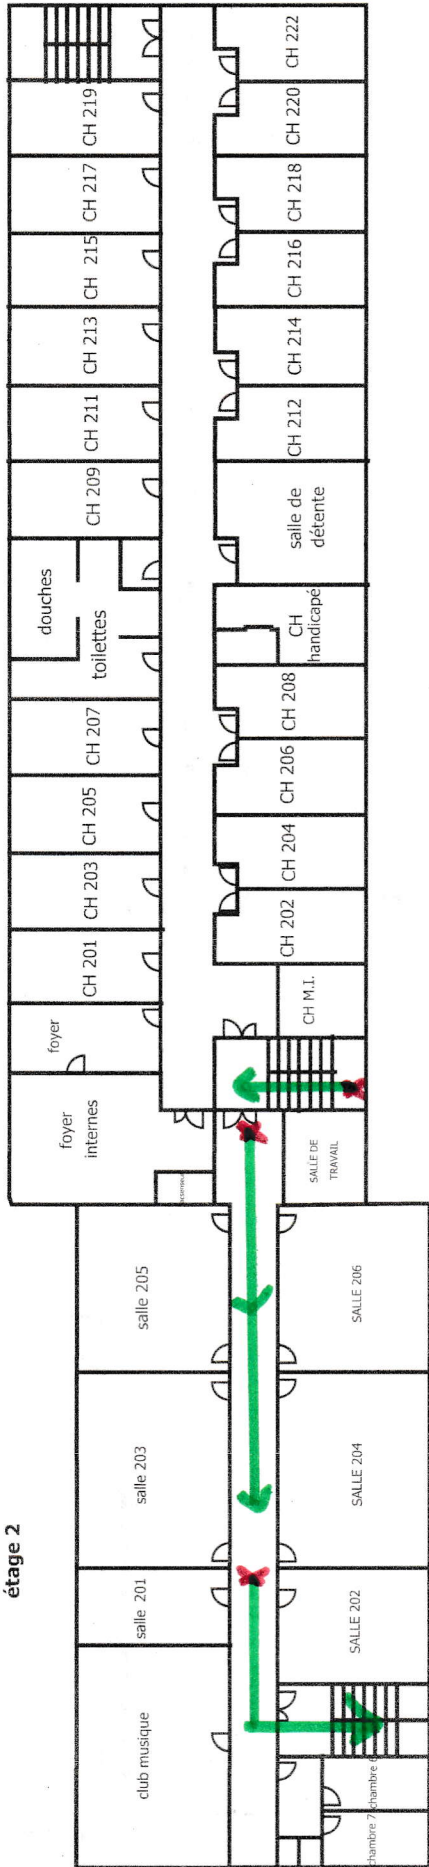 étage 2
club musique
salle 201
salle 203
salle 205
foyer
internes
ascenseur
foyer
CH 201
CH 203
CH 205
CH 207
douches
toilettes
CH 209
CH 211
CH 213
CH 215
CH 217
CH 219
chambre 7
chambre 6
SALLE 202
SALLE 204
SALLE 206
SALLE DE
TRAVAIL
CH M.I.
CH 202
CH 204
CH 206
CH 208
CH
handicapé
salle de
détente
CH 212
CH 214
CH 216
CH 218
CH 220
CH 222